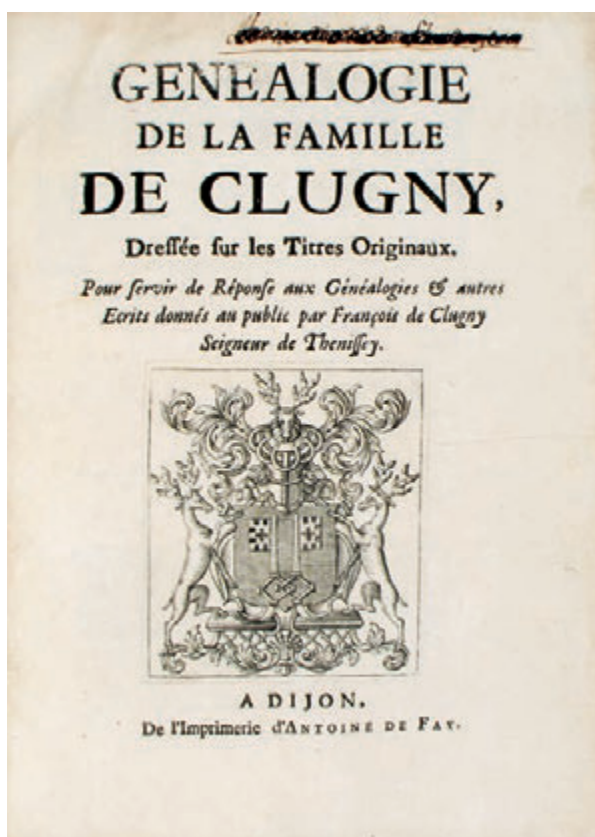 GENEALOGIE
DE LA FAMILLE
DE CLUGNY,
Dreſſée ſur les Titres Originaux.
Pour ſervir de Réponſe aux Généalogies & autres
Ecrits donnés au public par François de Clugny
Seigneur de Theniſſey.
A DIJON,
De l'Imprimerie d'ANTOINE DE FAY.